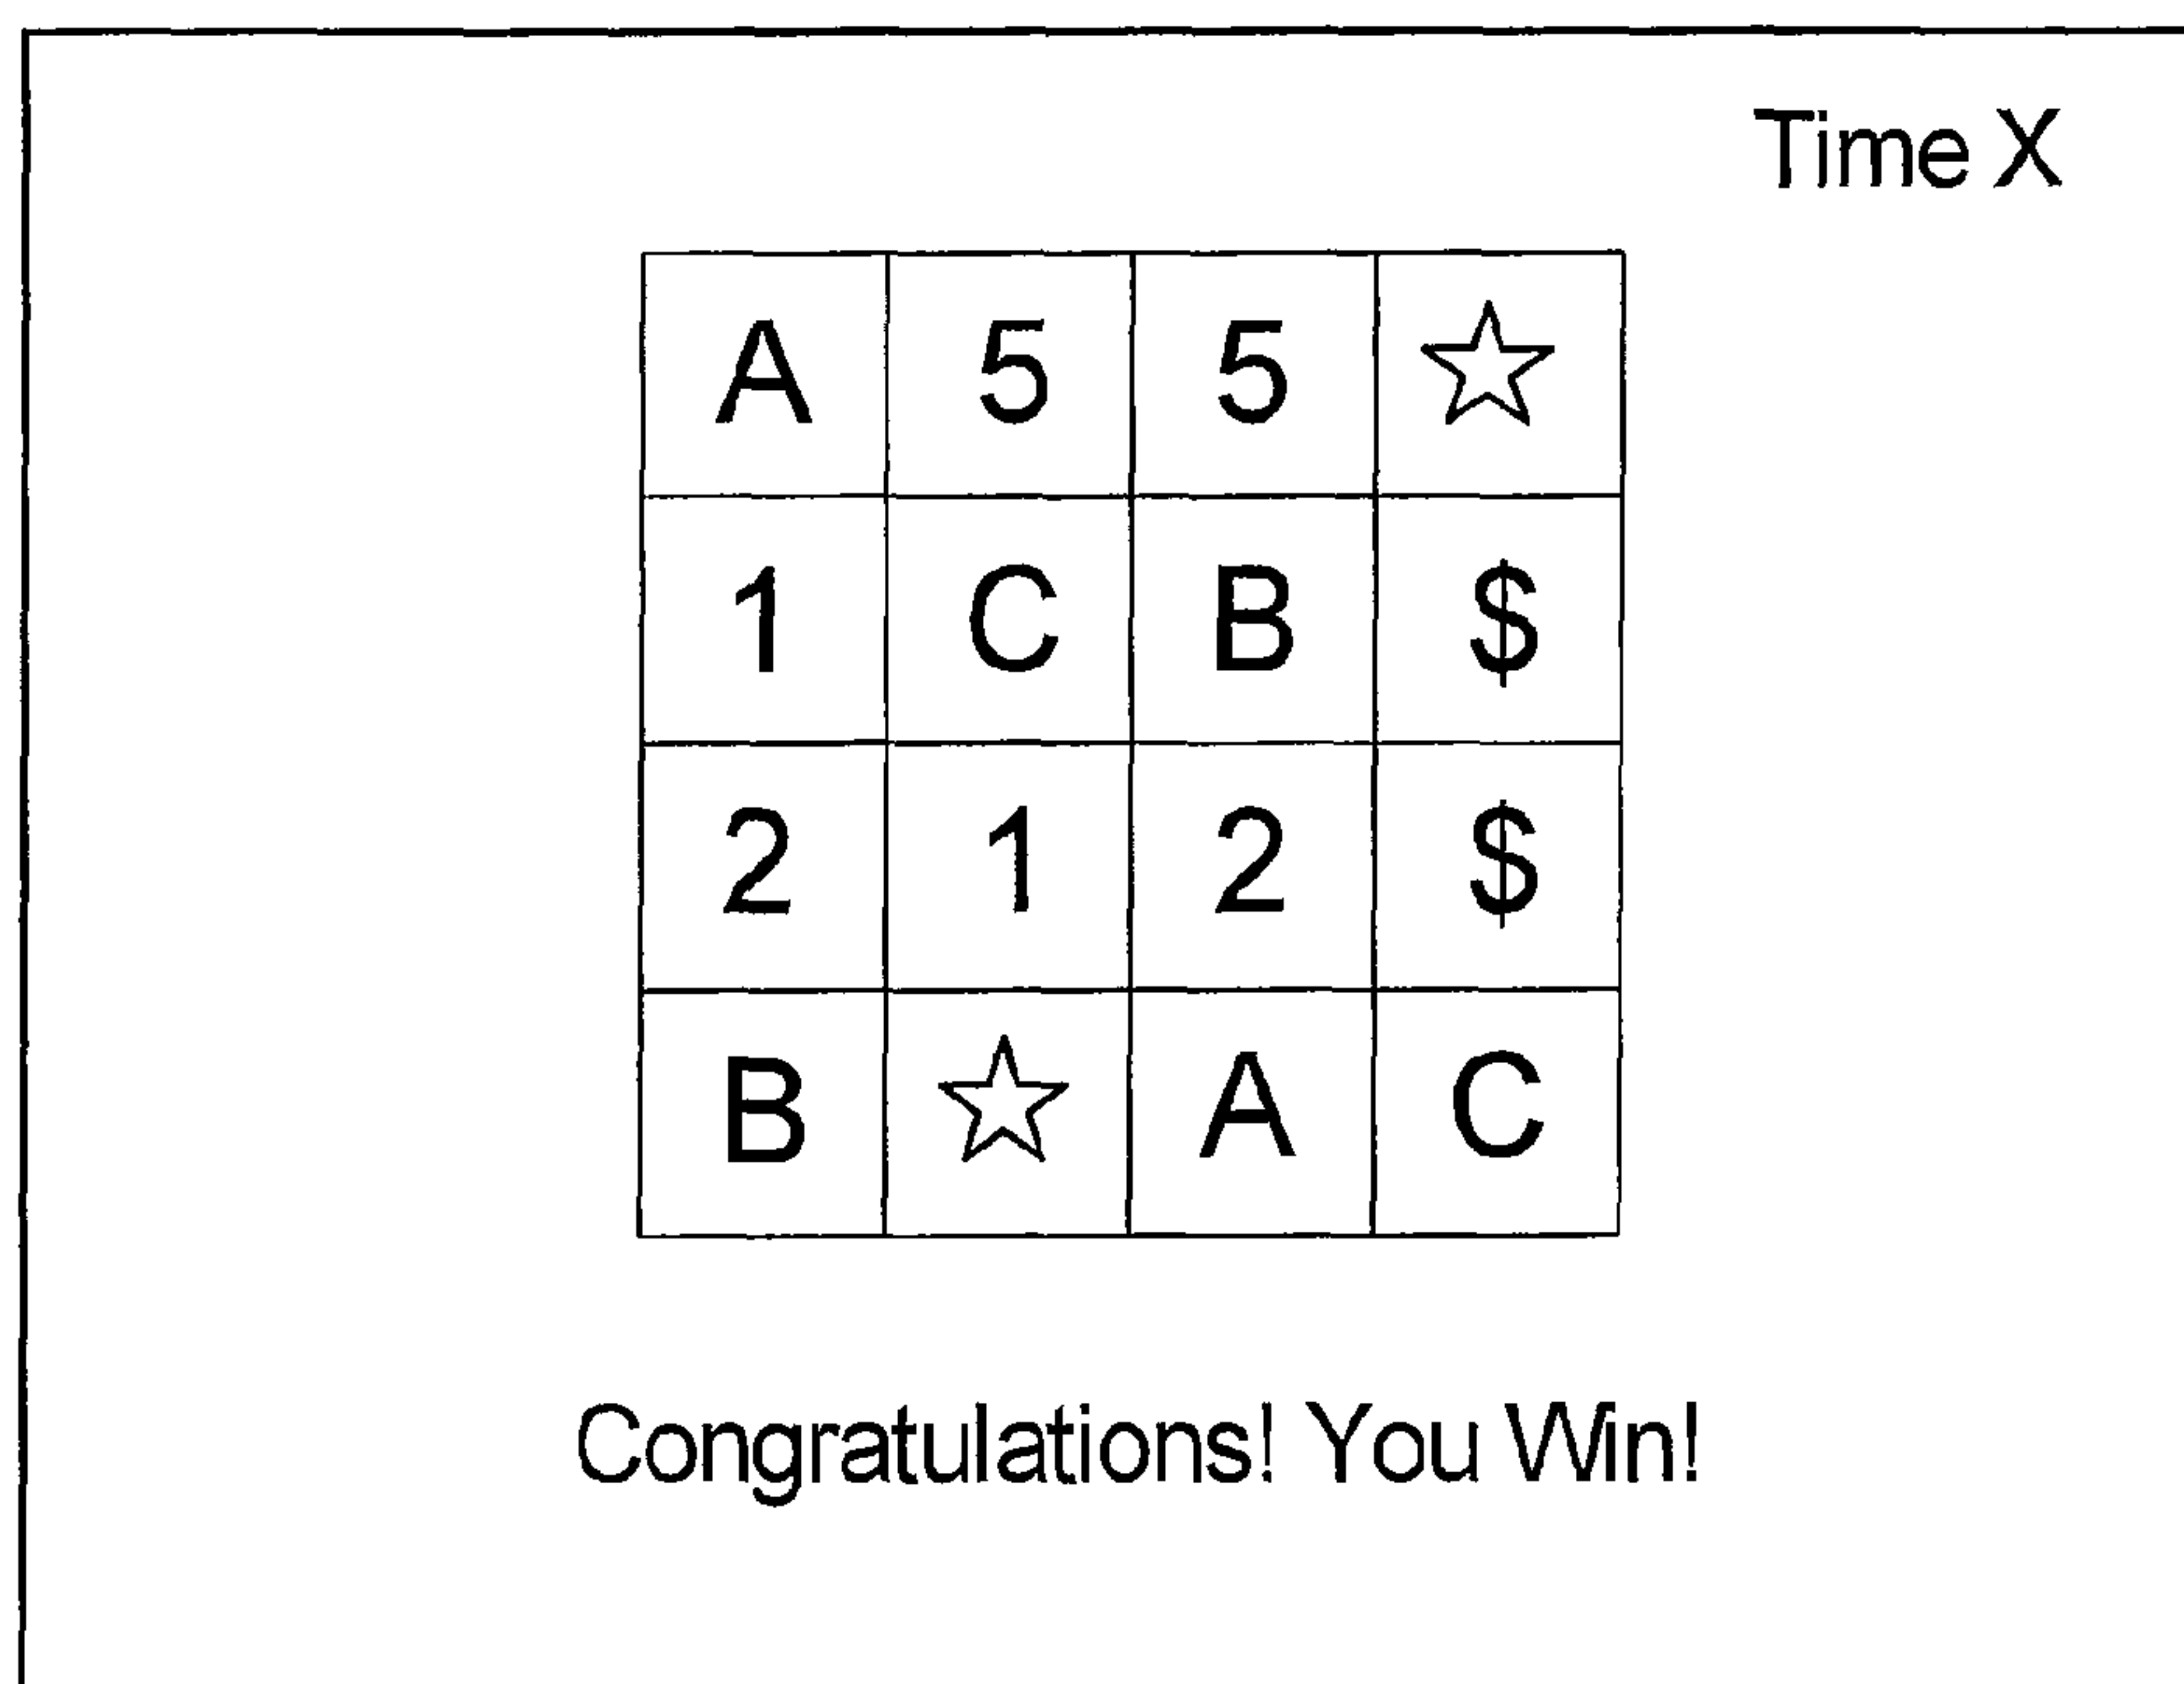 Time X
A 5 5 ☆
1 C B $
2 1 2 $
B ☆ A C
Congratulations! You Win!